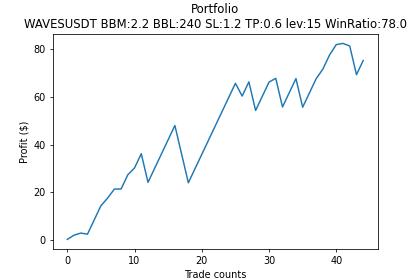 Portfolio
WAVESUSDT BBM:2.2 BBL:240 SL:1.2 TP:0.6 lev:15 WinRatio:78.0
80
60
40
20
0
Profit ($)
0 10 20 30 40
Trade counts